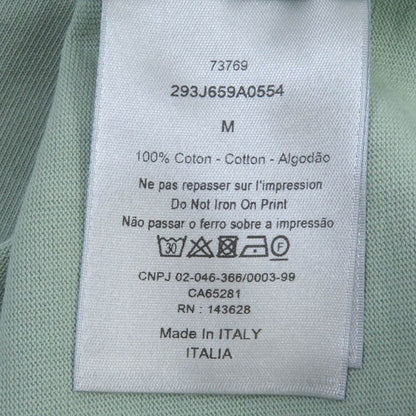 73769
293J659A0554
M
100% Coton - Cotton - Algodão
Ne pas repasser sur l'impression
Do Not Iron On Print
Não passar o ferro sobre a impressão
30 F
CNPJ 02-046-366/0003-99
CA65281
RN : 143628
Made In ITALY
ITALIA